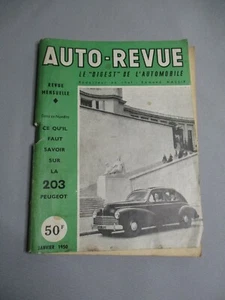 AUTO-REVUE
LE "DIGEST" DE L'AUTOMOBILE
REVUE
MENSUELLE
CE QU'IL
FAUT
SAVOIR
SUR
LA
203
PEUGEOT
50F
JANVIER 1950